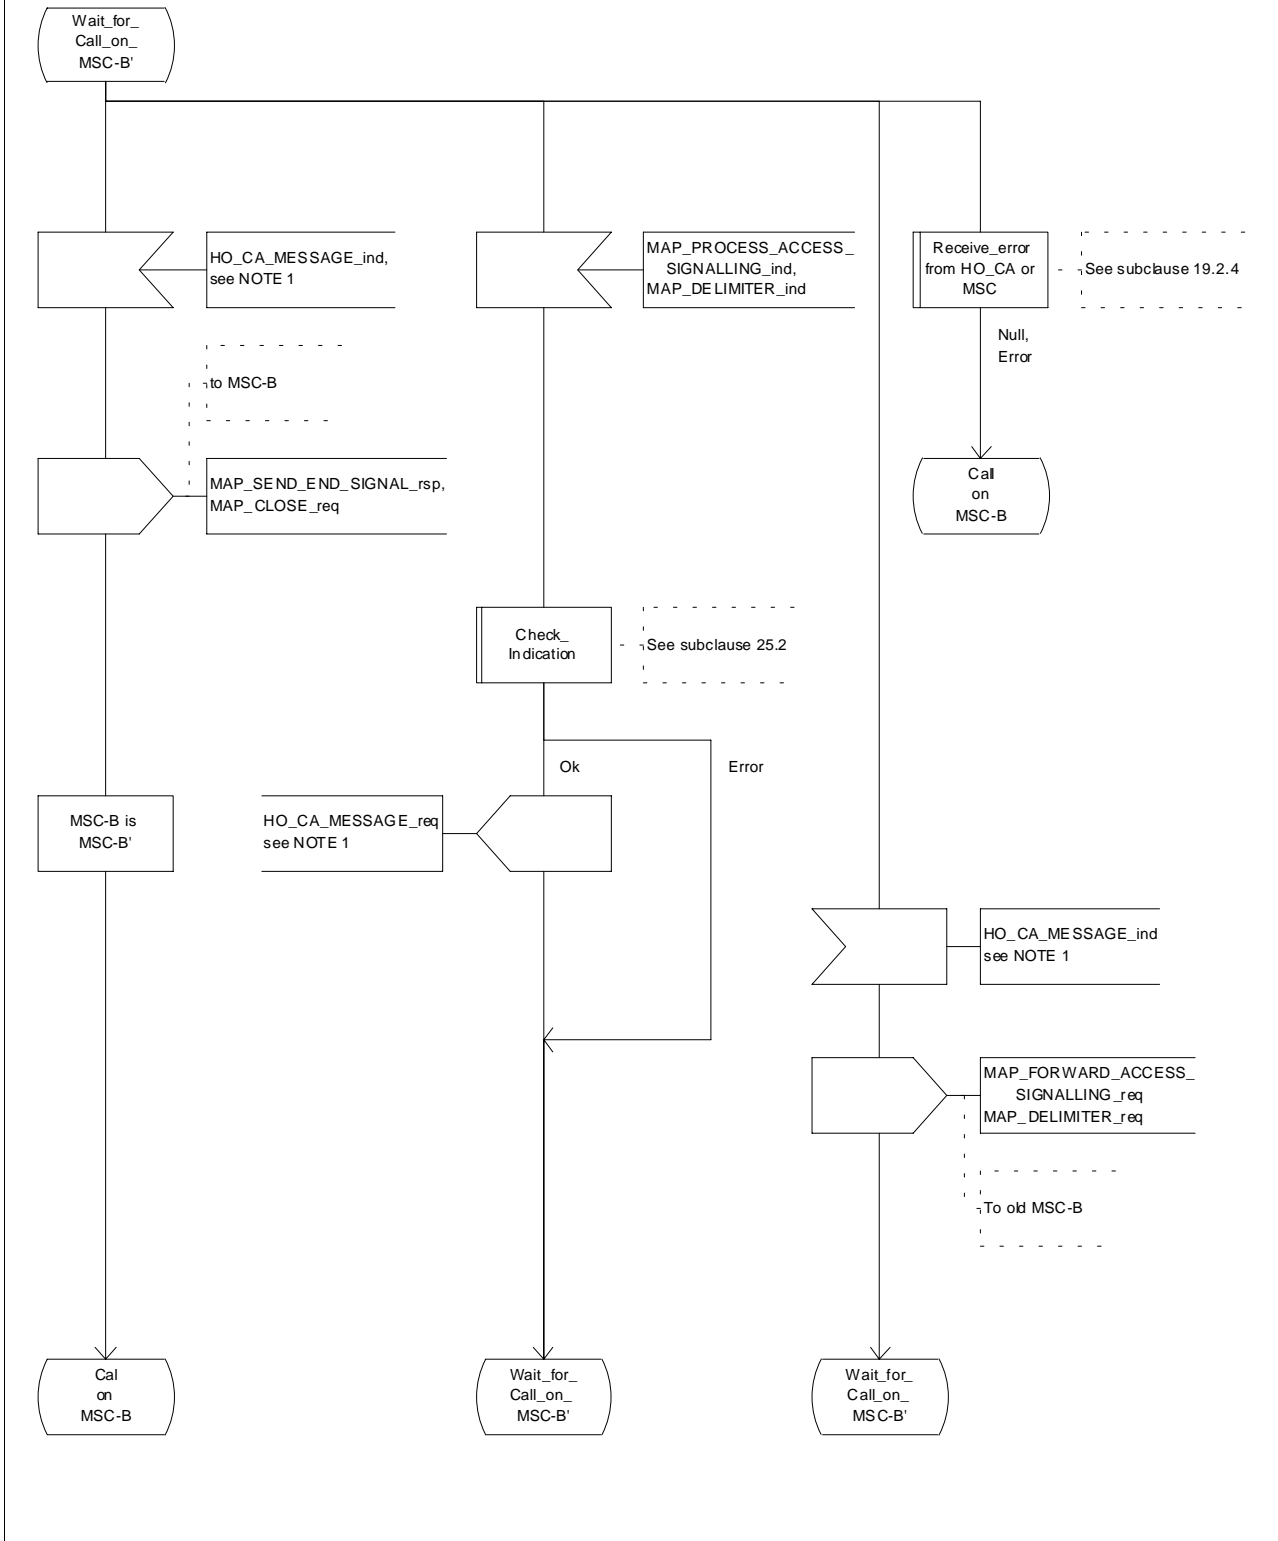 Wait_for_
Call_on_
MSC-B'
HO_CA_MESSAGE_ind,
see NOTE 1
MAP_PROCESS_ACCESS_
SIGNALLING_ind,
MAP_DELIMITER_ind
Receive_error
from HO_CA or
MSC
See subclause 19.2.4
Null,
Error
to MSC-B
MAP_SEND_END_SIGNAL_rsp,
MAP_CLOSE_req
Call
on
MSC-B
Check_
Indication
See subclause 25.2
Ok
Error
MSC-B is
MSC-B'
HO_CA_MESSAGE_req
see NOTE 1
HO_CA_MESSAGE_ind
see NOTE 1
MAP_FORWARD_ACCESS_
SIGNALLING_req
MAP_DELIMITER_req
To old MSC-B
Cal
on
MSC-B
Wait_for_
Call_on_
MSC-B'
Wait_for_
Call_on_
MSC-B'